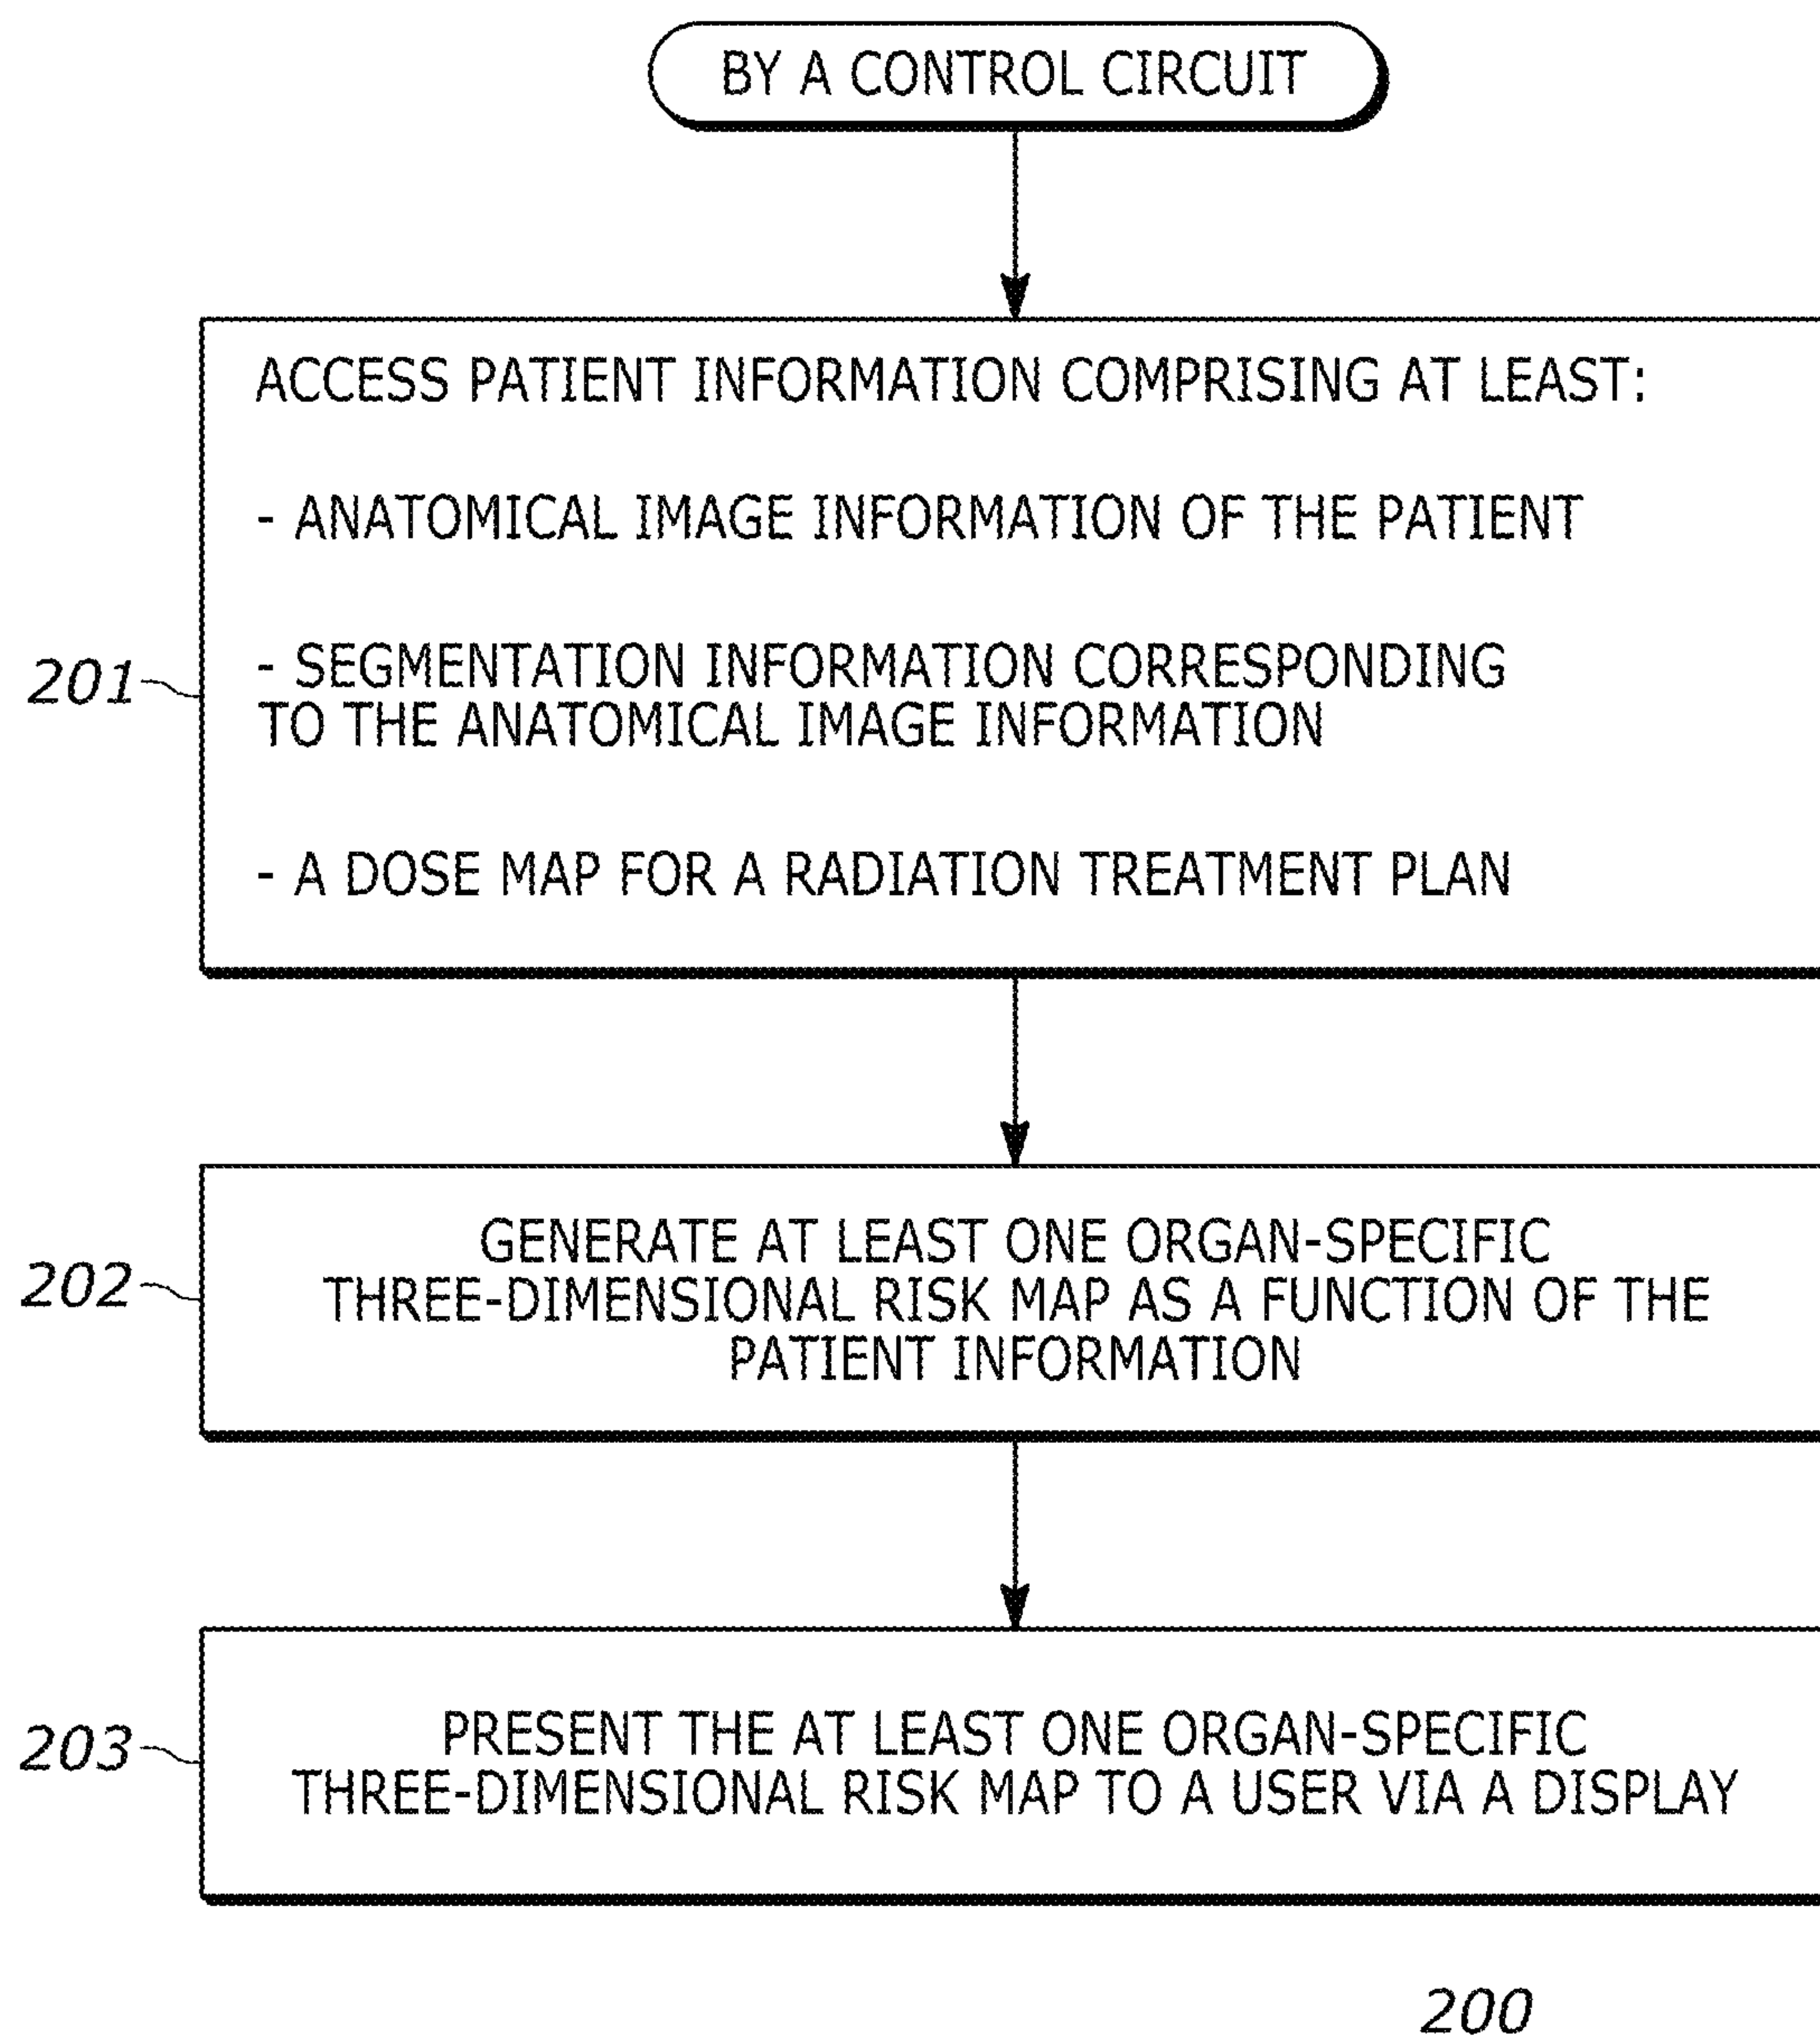 BY A CONTROL CIRCUIT
ACCESS PATIENT INFORMATION COMPRISING AT LEAST:
- ANATOMICAL IMAGE INFORMATION OF THE PATIENT
- SEGMENTATION INFORMATION CORRESPONDING
TO THE ANATOMICAL IMAGE INFORMATION
201
- A DOSE MAP FOR A RADIATION TREATMENT PLAN
GENERATE AT LEAST ONE ORGAN-SPECIFIC
THREE-DIMENSIONAL RISK MAP AS A FUNCTION OF THE
PATIENT INFORMATION
202
PRESENT THE AT LEAST ONE ORGAN-SPECIFIC
THREE-DIMENSIONAL RISK MAP TO A USER VIA A DISPLAY
203
200